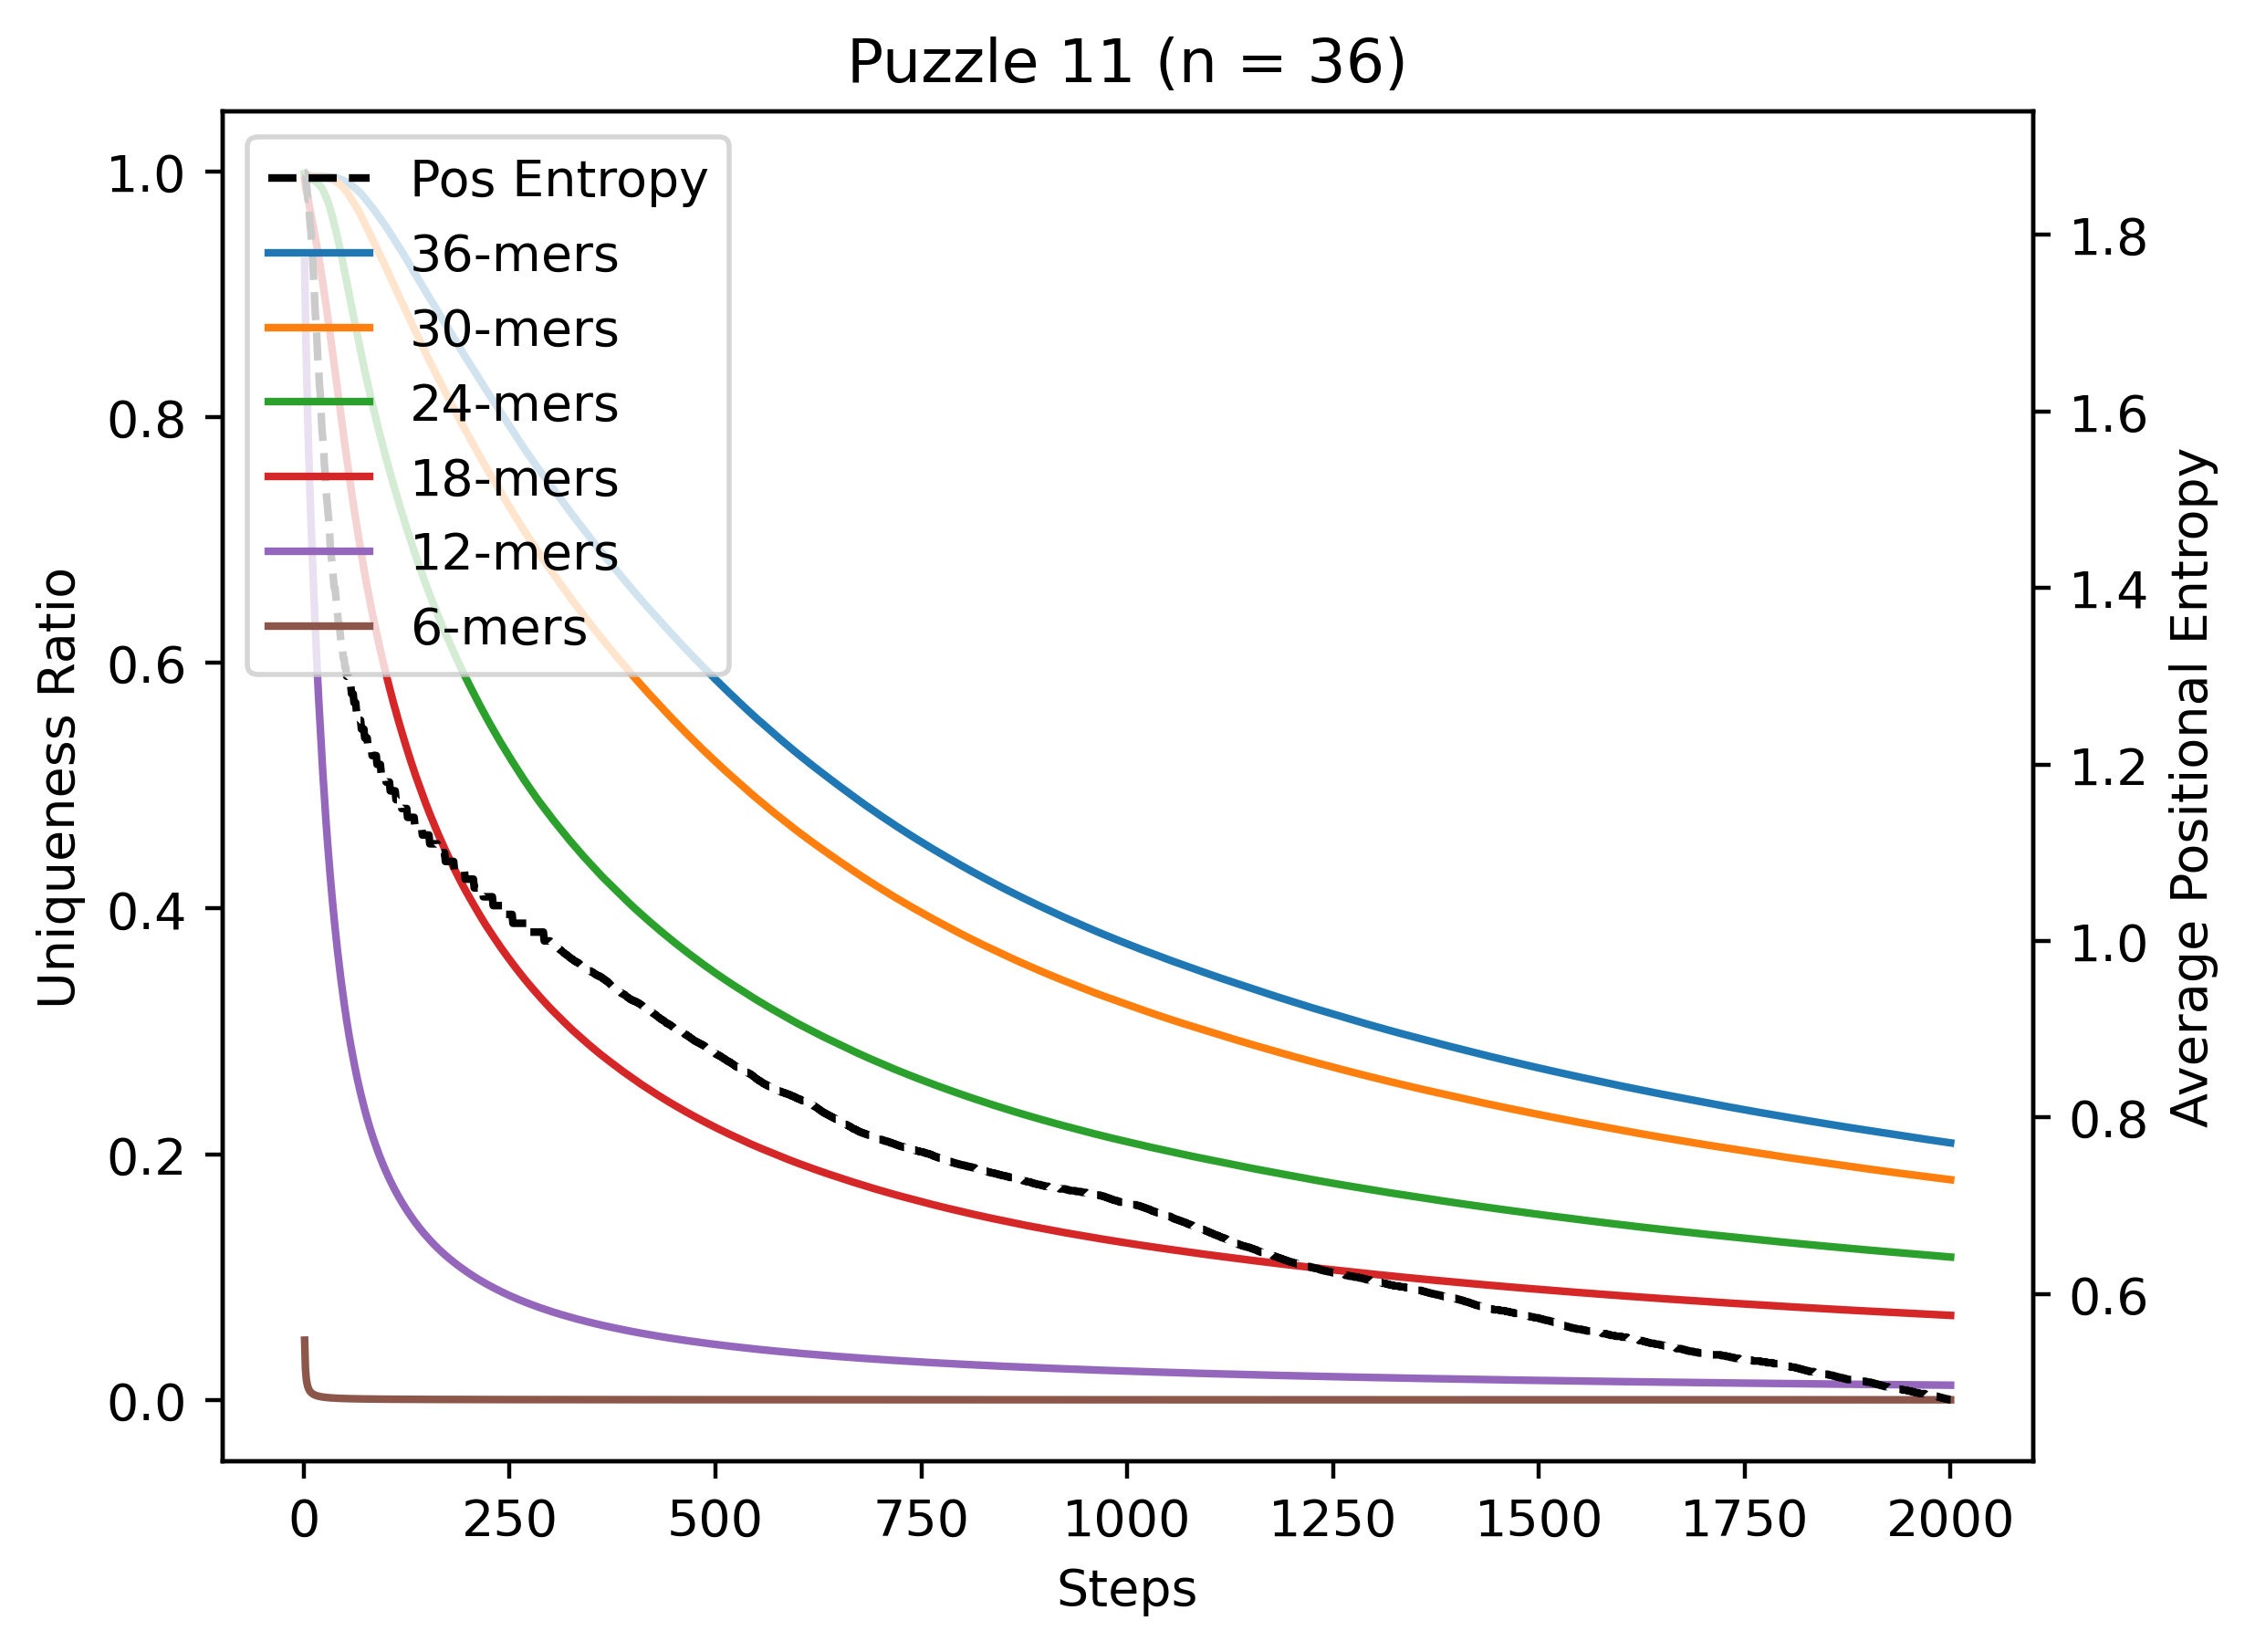 Puzzle 11 (n = 36)
Pos Entropy
36-mers
30-mers
24-mers
18-mers
12-mers
6-mers
1.0
0.8
0.6
0.4
0.2
0.0
Uniqueness Ratio
1.8
1.6
1.4
1.2
1.0
0.8
0.6
Average Positional Entropy
0 250 500 750 1000 1250 1500 1750 2000
Steps